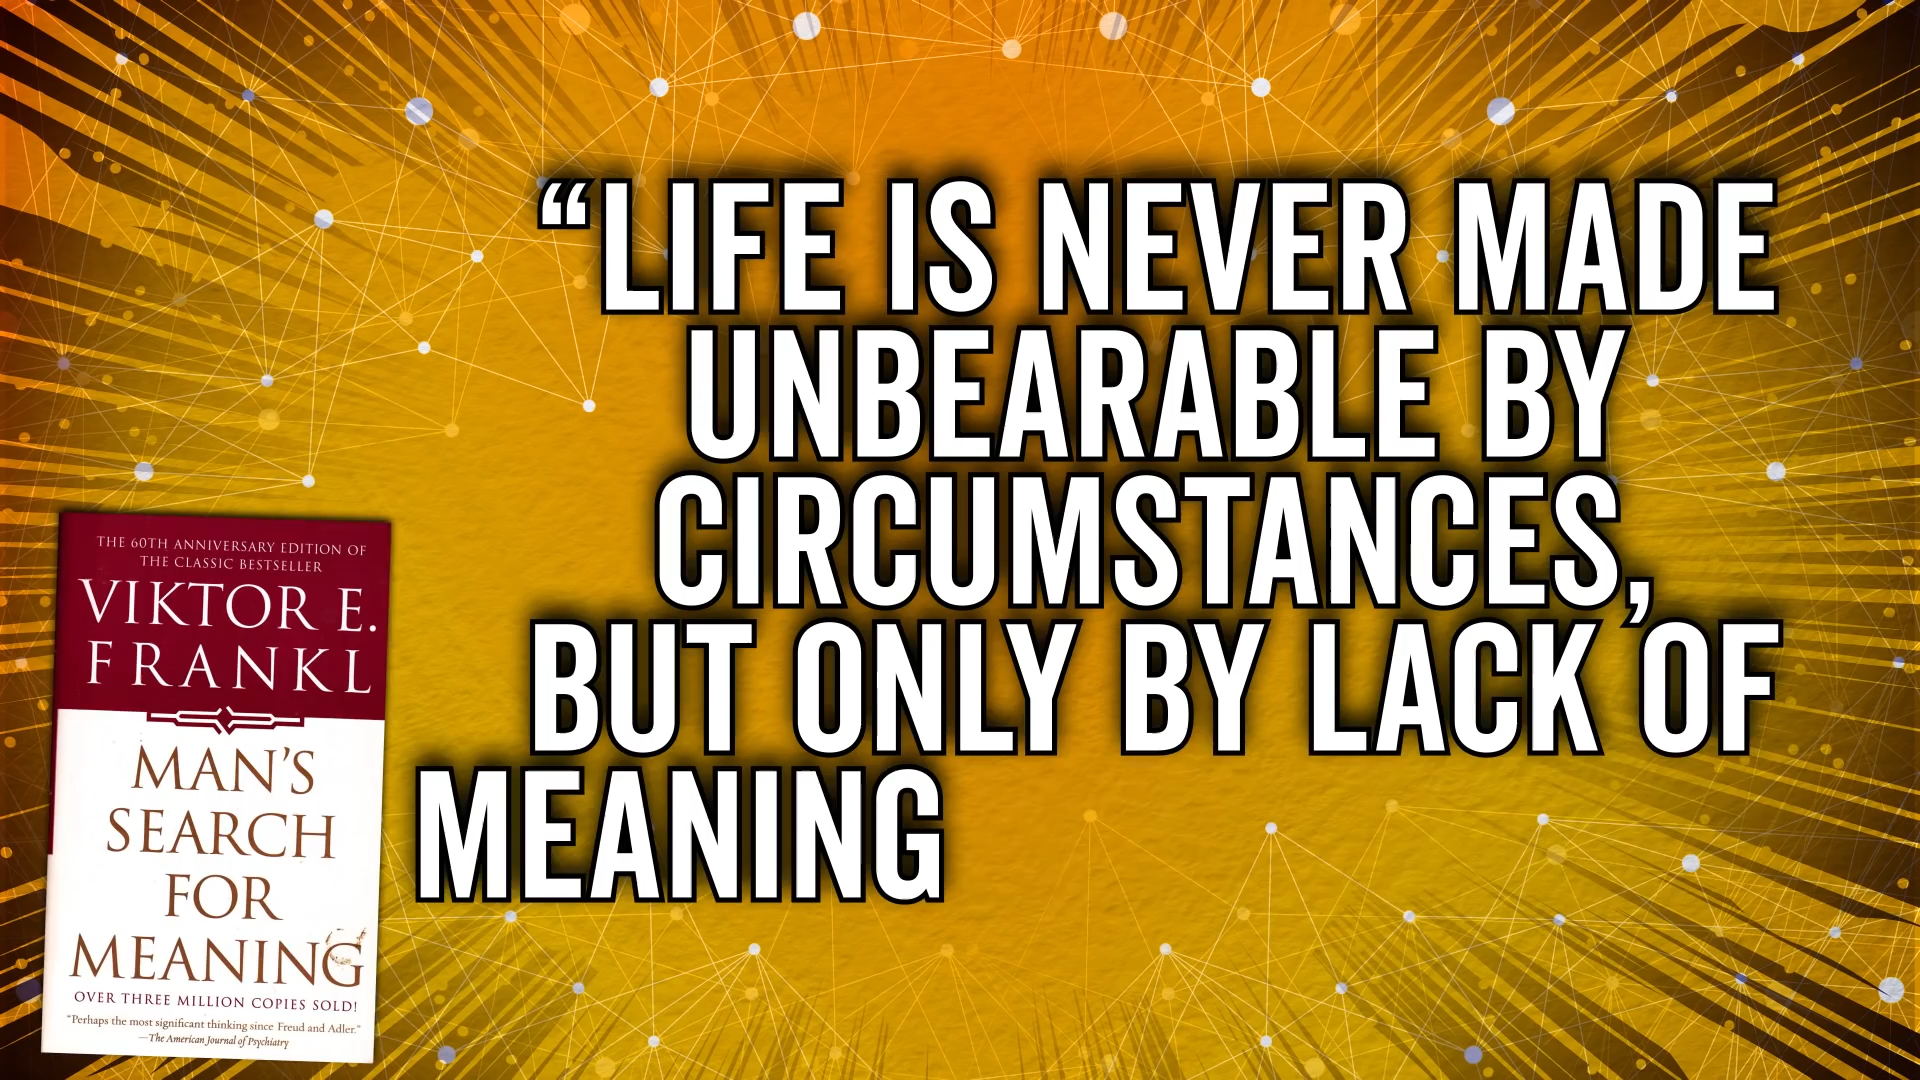 “LIFE IS NEVER MADE
UNBEARABLE BY
CIRCUMSTANCES,
BUT ONLY BY LACK OF
MEANING
THE 60TH ANNIVERSARY EDITION OF
THE CLASSIC BESTSELLER
VIKTOR E.
FRANKL
MAN'S
SEARCH
FOR
MEANING
OVER THREE MILLION COPIES SOLD!
“Perhaps the most significant thinking since Freud and Adler.”
—The American Journal of Psychiatry